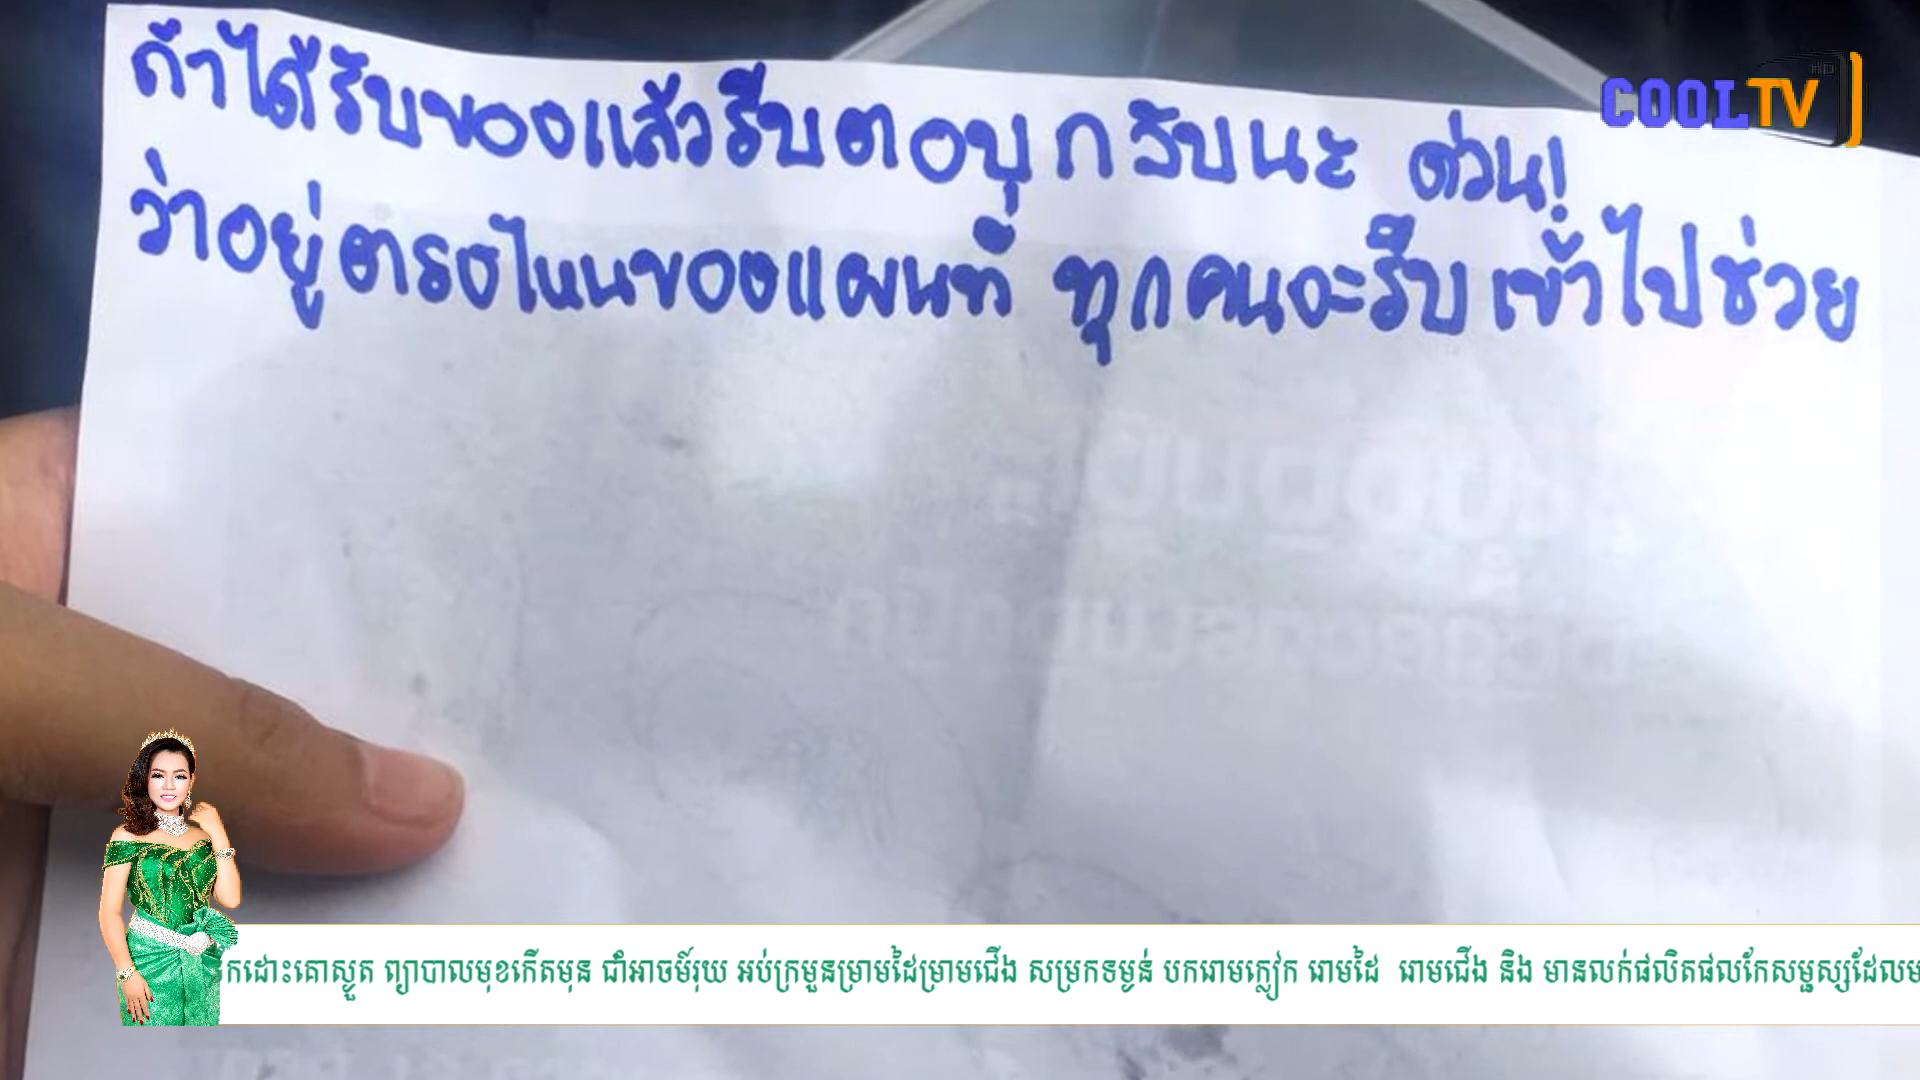 ถ้าได้รับของแล้วรีบตอบกลับนะ ด่วน!
COOLTV
HD
ว่าอยู่ตรงไหนของแผนที่ ทุกคนจะรีบเข้าไปช่วย
កដោះគោស្ងួត ព្យាបាលមុខកើតមុន ជាំអាចម៍រុយ អប់ក្រមួនម្រាមដៃម្រាមជើង សម្រកទម្ងន់ បករោមក្លៀក រោមដៃ រោមជើង និង មានលក់ផលិតផលកែសម្ផស្សដែល